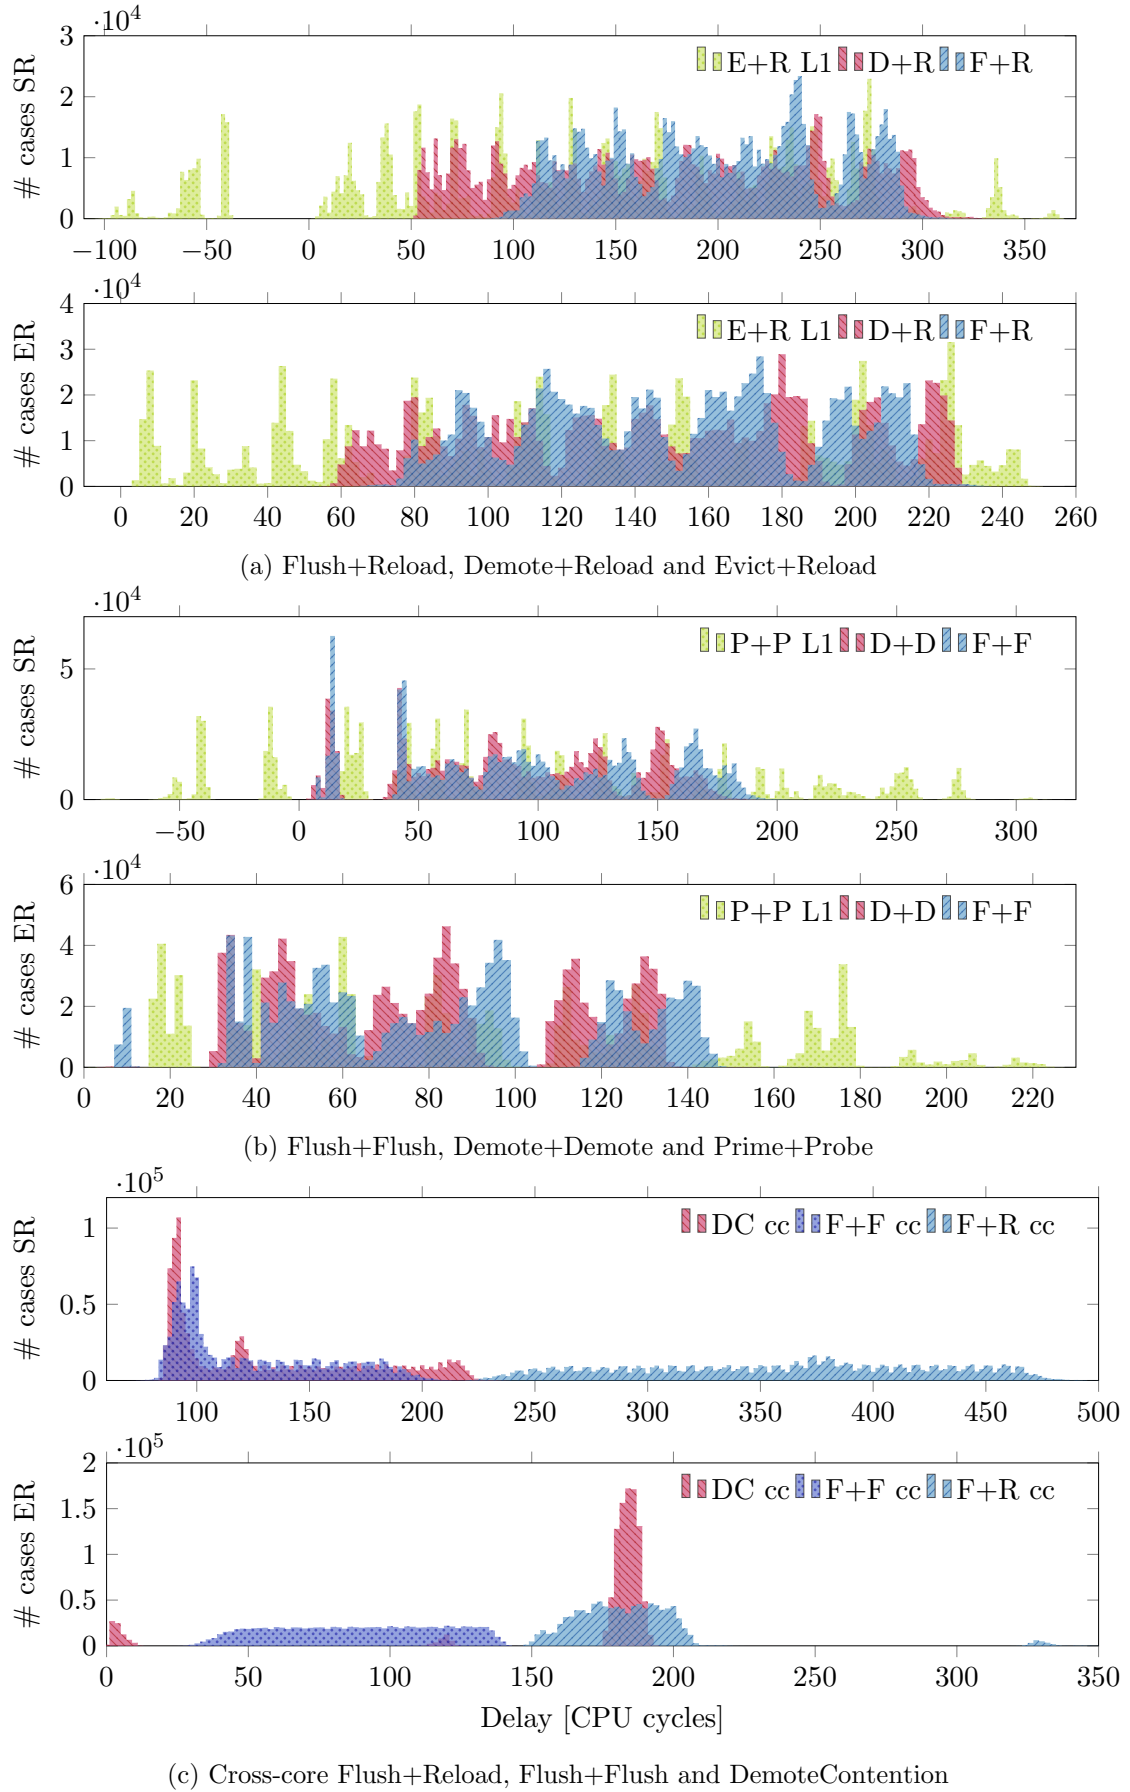 ·10⁴
# cases SR
3
2
1
0
E+R L1 D+R F+R
−100 −50 0 50 100 150 200 250 300 350
·10⁴
# cases ER
4
3
2
1
0
E+R L1 D+R F+R
0 20 40 60 80 100 120 140 160 180 200 220 240 260
(a) Flush+Reload, Demote+Reload and Evict+Reload
·10⁴
# cases SR
5
0
P+P L1 D+D F+F
−50 0 50 100 150 200 250 300
·10⁴
# cases ER
6
4
2
0
P+P L1 D+D F+F
0 20 40 60 80 100 120 140 160 180 200 220
(b) Flush+Flush, Demote+Demote and Prime+Probe
·10⁵
# cases SR
1
0.5
0
DC cc F+F cc F+R cc
100 150 200 250 300 350 400 450 500
·10⁵
# cases ER
2
1.5
1
0.5
0
DC cc F+F cc F+R cc
0 50 100 150 200 250 300 350
Delay [CPU cycles]
(c) Cross-core Flush+Reload, Flush+Flush and DemoteContention